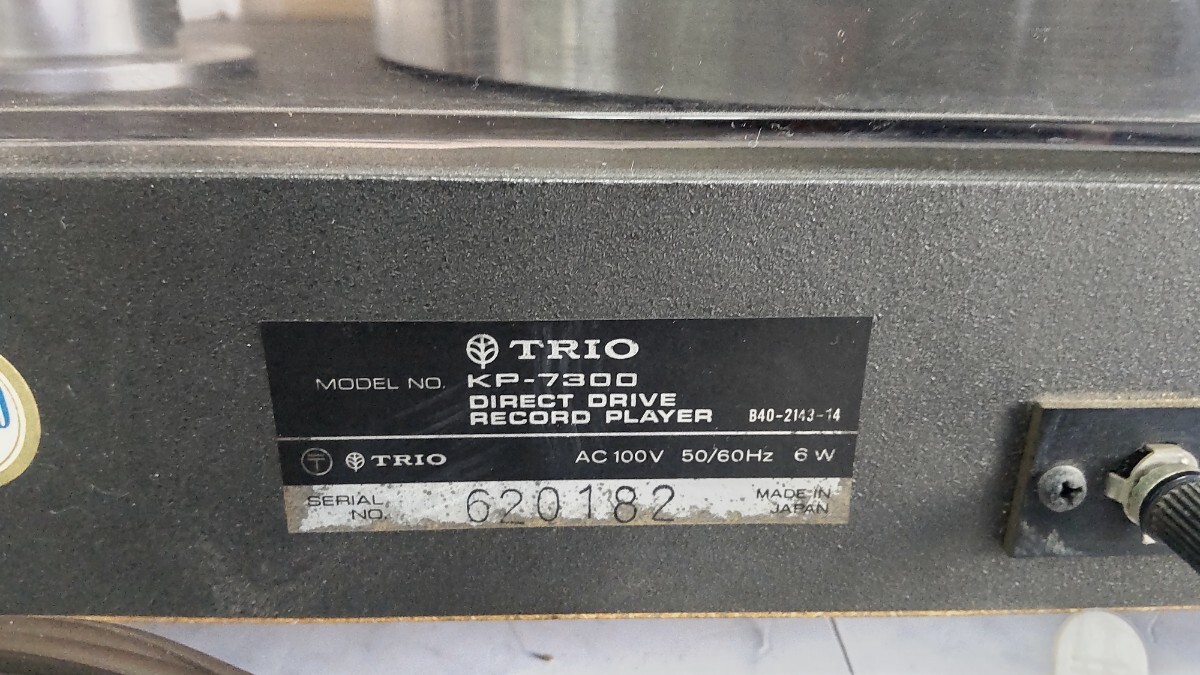 TRIO
MODEL NO. KP-7300
DIRECT DRIVE
RECORD PLAYER B40-2143-14
〒 TRIO AC 100V 50/60Hz 6 W
SERIAL NO. 620182 MADE IN JAPAN